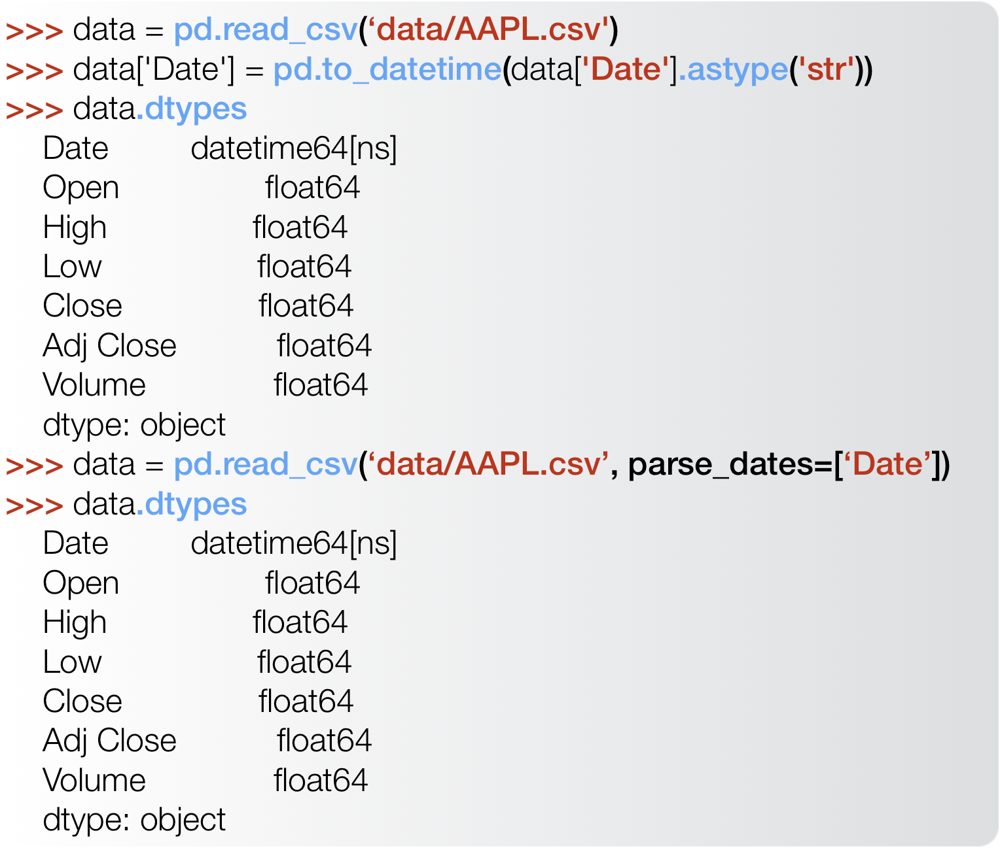 >>> data = pd.read_csv(‘data/AAPL.csv')
>>> data['Date'] = pd.to_datetime(data['Date'].astype('str'))
>>> data.dtypes
Date datetime64[ns]
Open float64
High float64
Low float64
Close float64
Adj Close float64
Volume float64
dtype: object
>>> data = pd.read_csv(‘data/AAPL.csv’, parse_dates=[‘Date’])
>>> data.dtypes
Date datetime64[ns]
Open float64
High float64
Low float64
Close float64
Adj Close float64
Volume float64
dtype: object